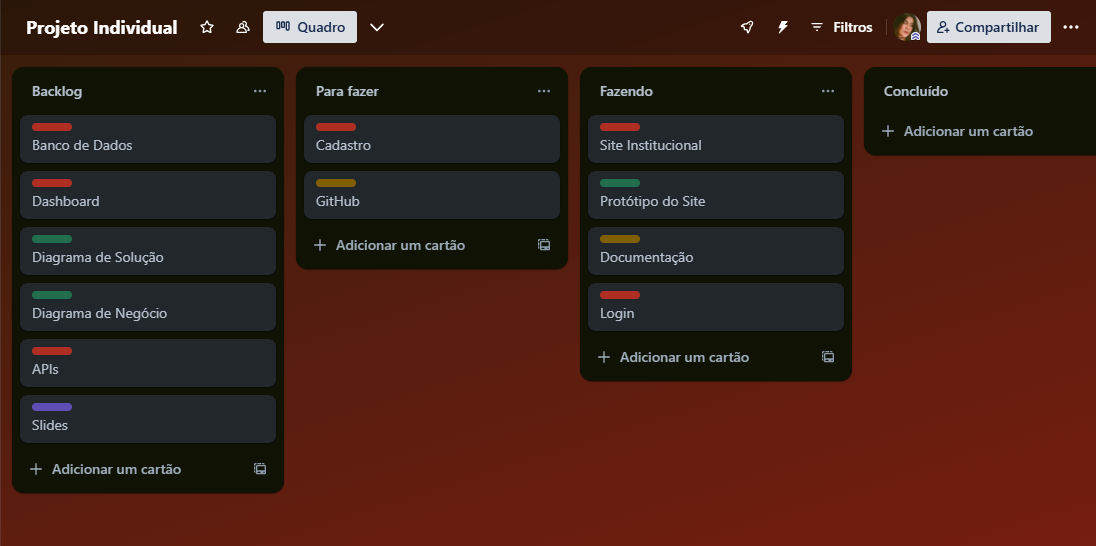 Projeto Individual
Quadro
Filtros
Compartilhar
Backlog
Banco de Dados
Dashboard
Diagrama de Solução
Diagrama de Negócio
APIs
Slides
Adicionar um cartão
Para fazer
Cadastro
GitHub
Adicionar um cartão
Fazendo
Site Institucional
Protótipo do Site
Documentação
Login
Adicionar um cartão
Concluído
Adicionar um cartão